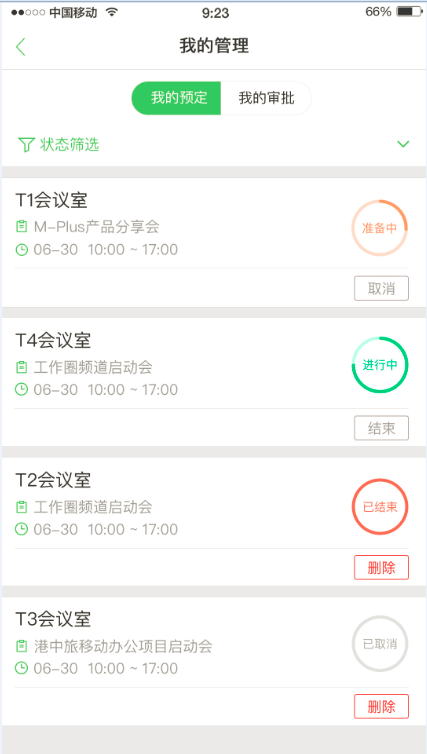 中国移动 9:23 66%
我的管理
我的预定 我的审批
状态筛选
T1会议室
M-Plus产品分享会
准备中
06-30 10:00 ~ 17:00
取消
T4会议室
工作圈频道启动会
进行中
06-30 10:00 ~ 17:00
结束
T2会议室
工作圈频道启动会
已结束
06-30 10:00 ~ 17:00
删除
T3会议室
港中旅移动办公项目启动会
已取消
06-30 10:00 ~ 17:00
删除